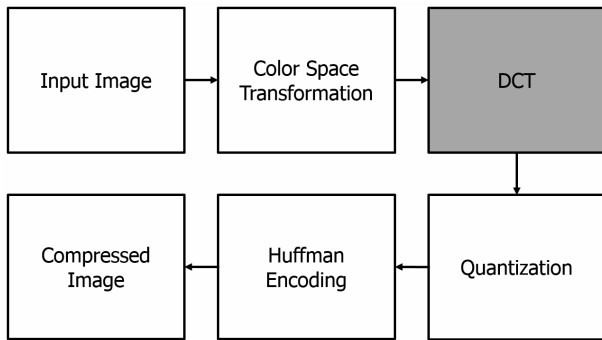 Input Image
Color Space
Transformation
DCT
Compressed
Image
Huffman
Encoding
Quantization